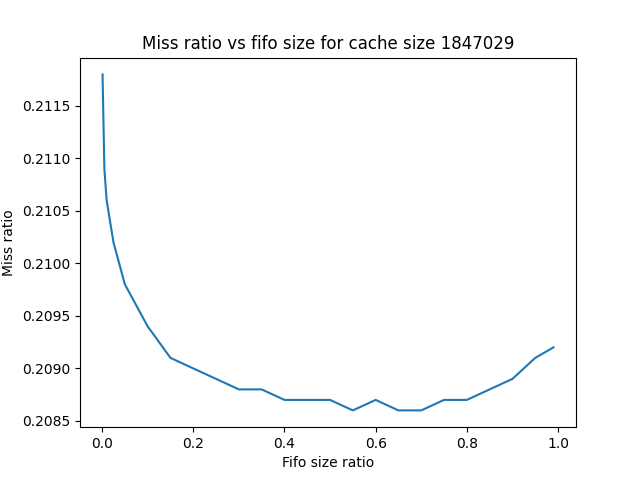 Miss ratio vs fifo size for cache size 1847029
Miss ratio
0.2115
0.2110
0.2105
0.2100
0.2095
0.2090
0.2085
0.0 0.2 0.4 0.6 0.8 1.0
Fifo size ratio